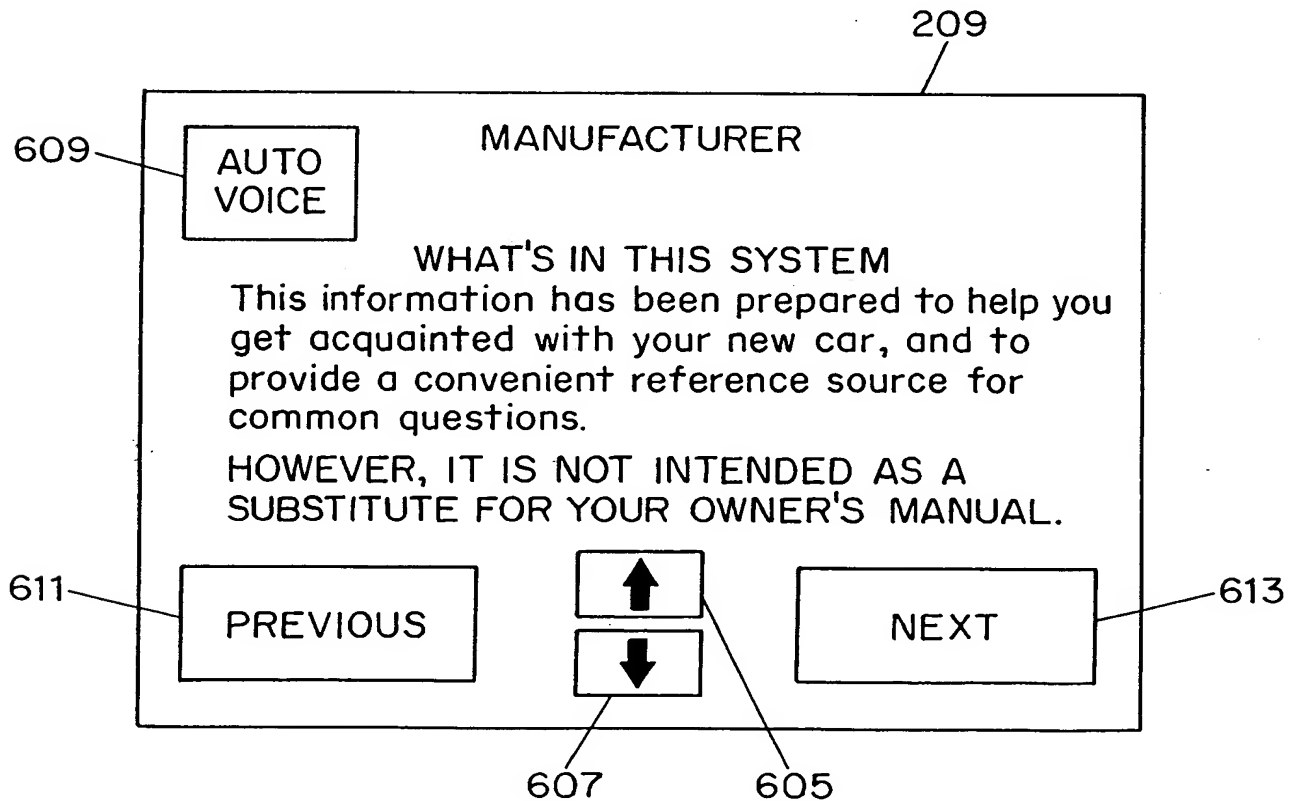 209
MANUFACTURER
609
AUTO
VOICE
WHAT'S IN THIS SYSTEM
This information has been prepared to help you
get acquainted with your new car, and to
provide a convenient reference source for
common questions.
HOWEVER, IT IS NOT INTENDED AS A
SUBSTITUTE FOR YOUR OWNER'S MANUAL.
611
PREVIOUS
NEXT
613
607
605